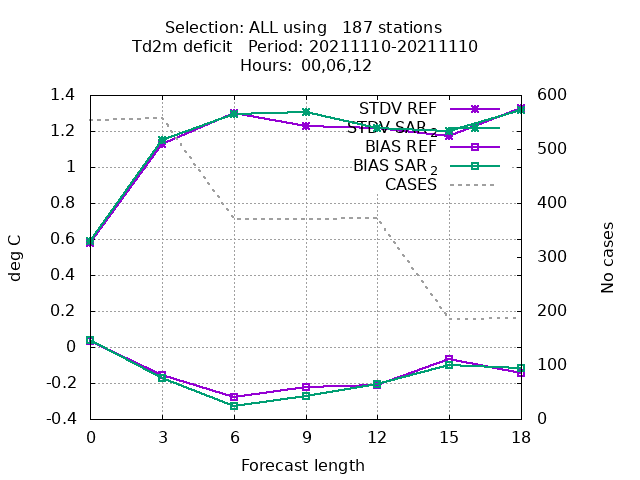 Selection: ALL using   187 stations
Td2m deficit   Period: 20211110-20211110
Hours: 00,06,12
1.4
1.2
1
0.8
0.6
0.4
0.2
0
-0.2
-0.4
deg C
STDV REF
STDV SAR 2
BIAS REF
BIAS SAR 2
CASES
600
500
400
300
200
100
0
No cases
0 3 6 9 12 15 18
Forecast length